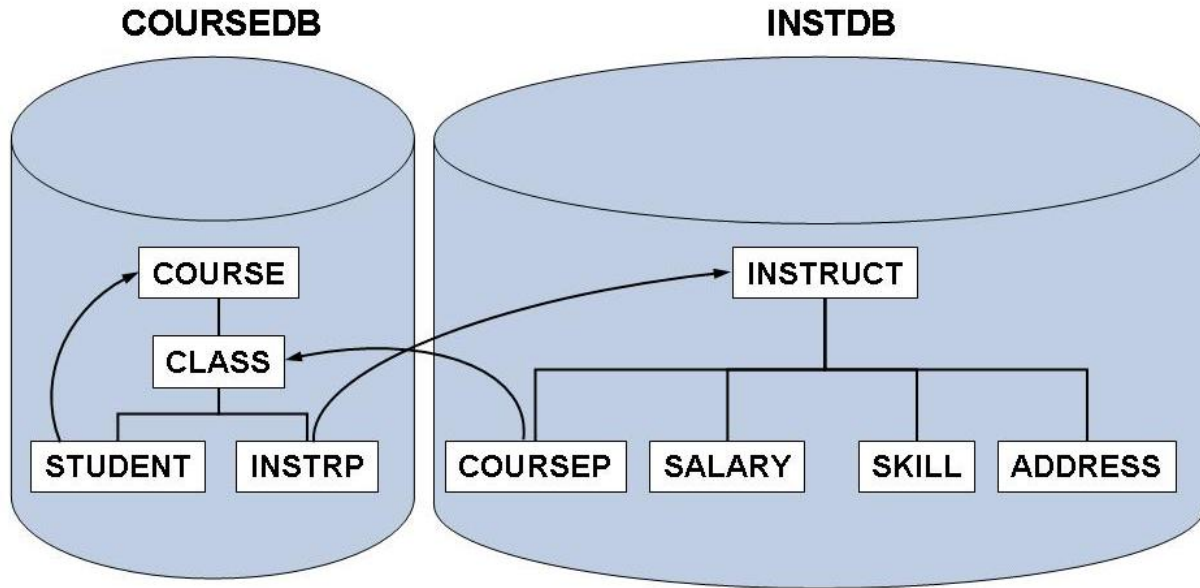 COURSEDB
INSTDB
COURSE
INSTRUCT
CLASS
STUDENT
INSTRP
COURSEP
SALARY
SKILL
ADDRESS